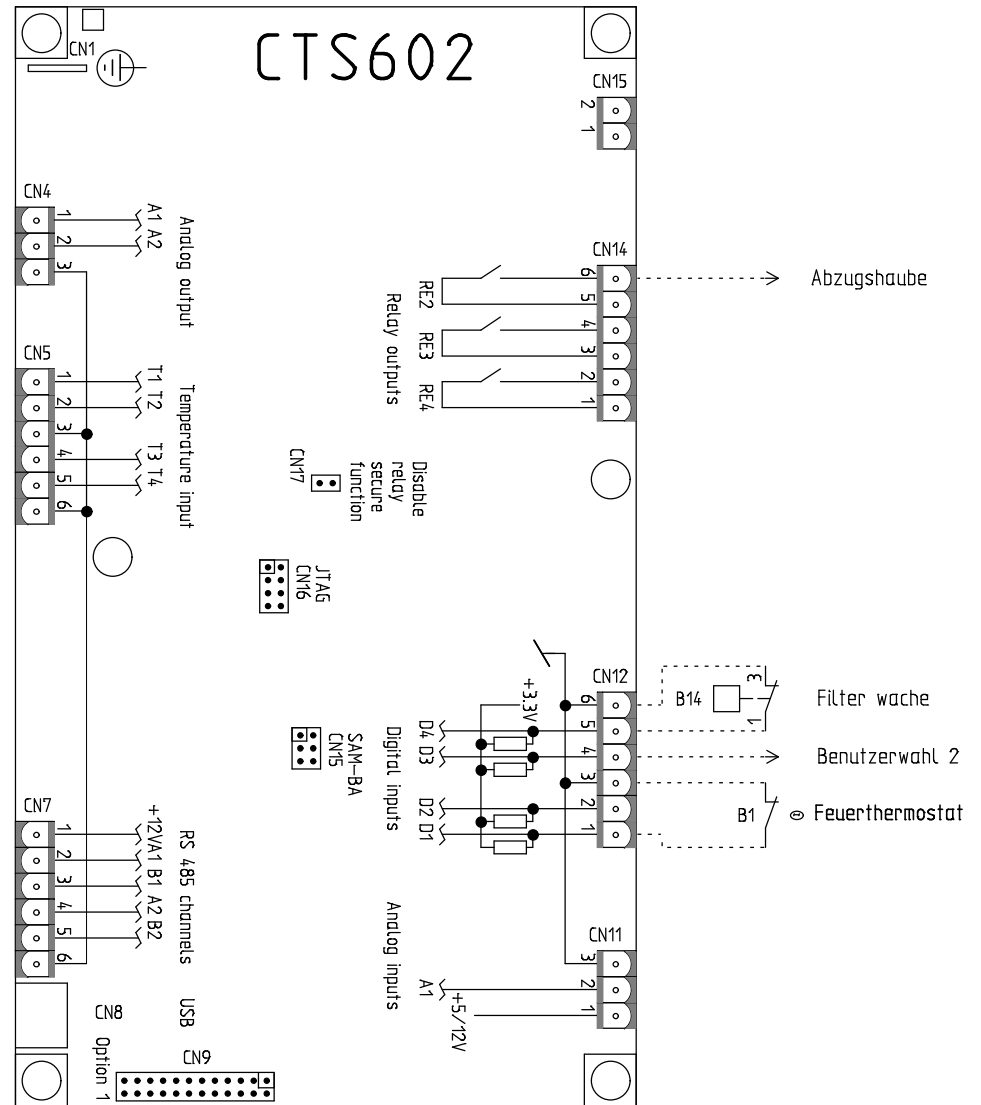 CTS602
CN1
CN15
2
1
CN4
1
2
3
A1
A2
Analog output
CN14
6
5
4
3
2
1
RE2
RE3
RE4
Relay outputs
Abzugshaube
CN5
1
2
3
4
5
6
T1
T2
T3
T4
Temperature input
CN17
Disable
relay
secure
function
JTAG
CN16
CN12
6
5
4
3
2
1
+3.3V
D4
D3
D2
D1
Digital inputs
3
B14
1
Filter wache
Benutzerwahl 2
B1
Feuerthermostat
SAM-BA
CN15
CN7
1
2
3
4
5
6
+12V
A1
B1
A2
B2
RS 485 channels
CN11
3
2
1
A1
+5/12V
Analog inputs
CN8
USB
Option 1
CN9